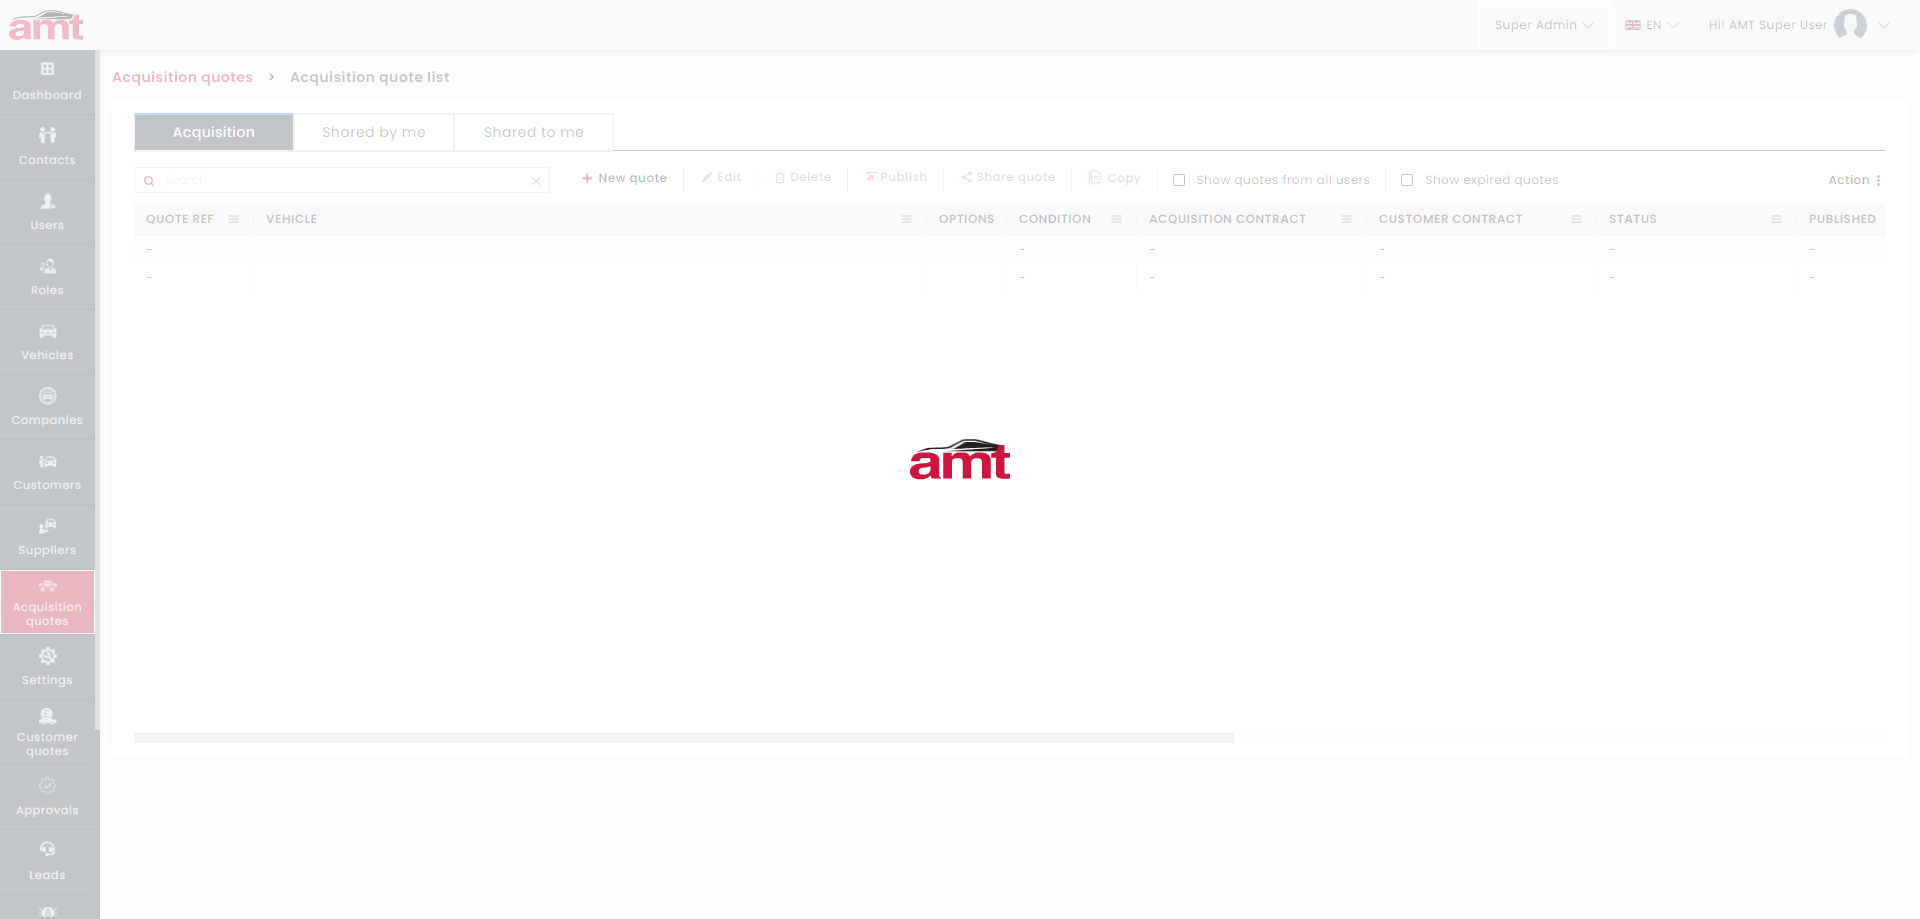 amt
Super Admin
EN
Hi! AMT Super User
Dashboard
Contacts
Users
Roles
Vehicles
Companies
Customers
Suppliers
Acquisition
quotes
Settings
Customer
quotes
Approvals
Leads
Acquisition quotes > Acquisition quote list
Acquisition
Shared by me
Shared to me
Search
New quote
Edit
Delete
Publish
Share quote
Copy
Show quotes from all users
Show expired quotes
Action
QUOTE REF
VEHICLE
OPTIONS
CONDITION
ACQUISITION CONTRACT
CUSTOMER CONTRACT
STATUS
PUBLISHED
- - - - - -
- - - - - -
amt